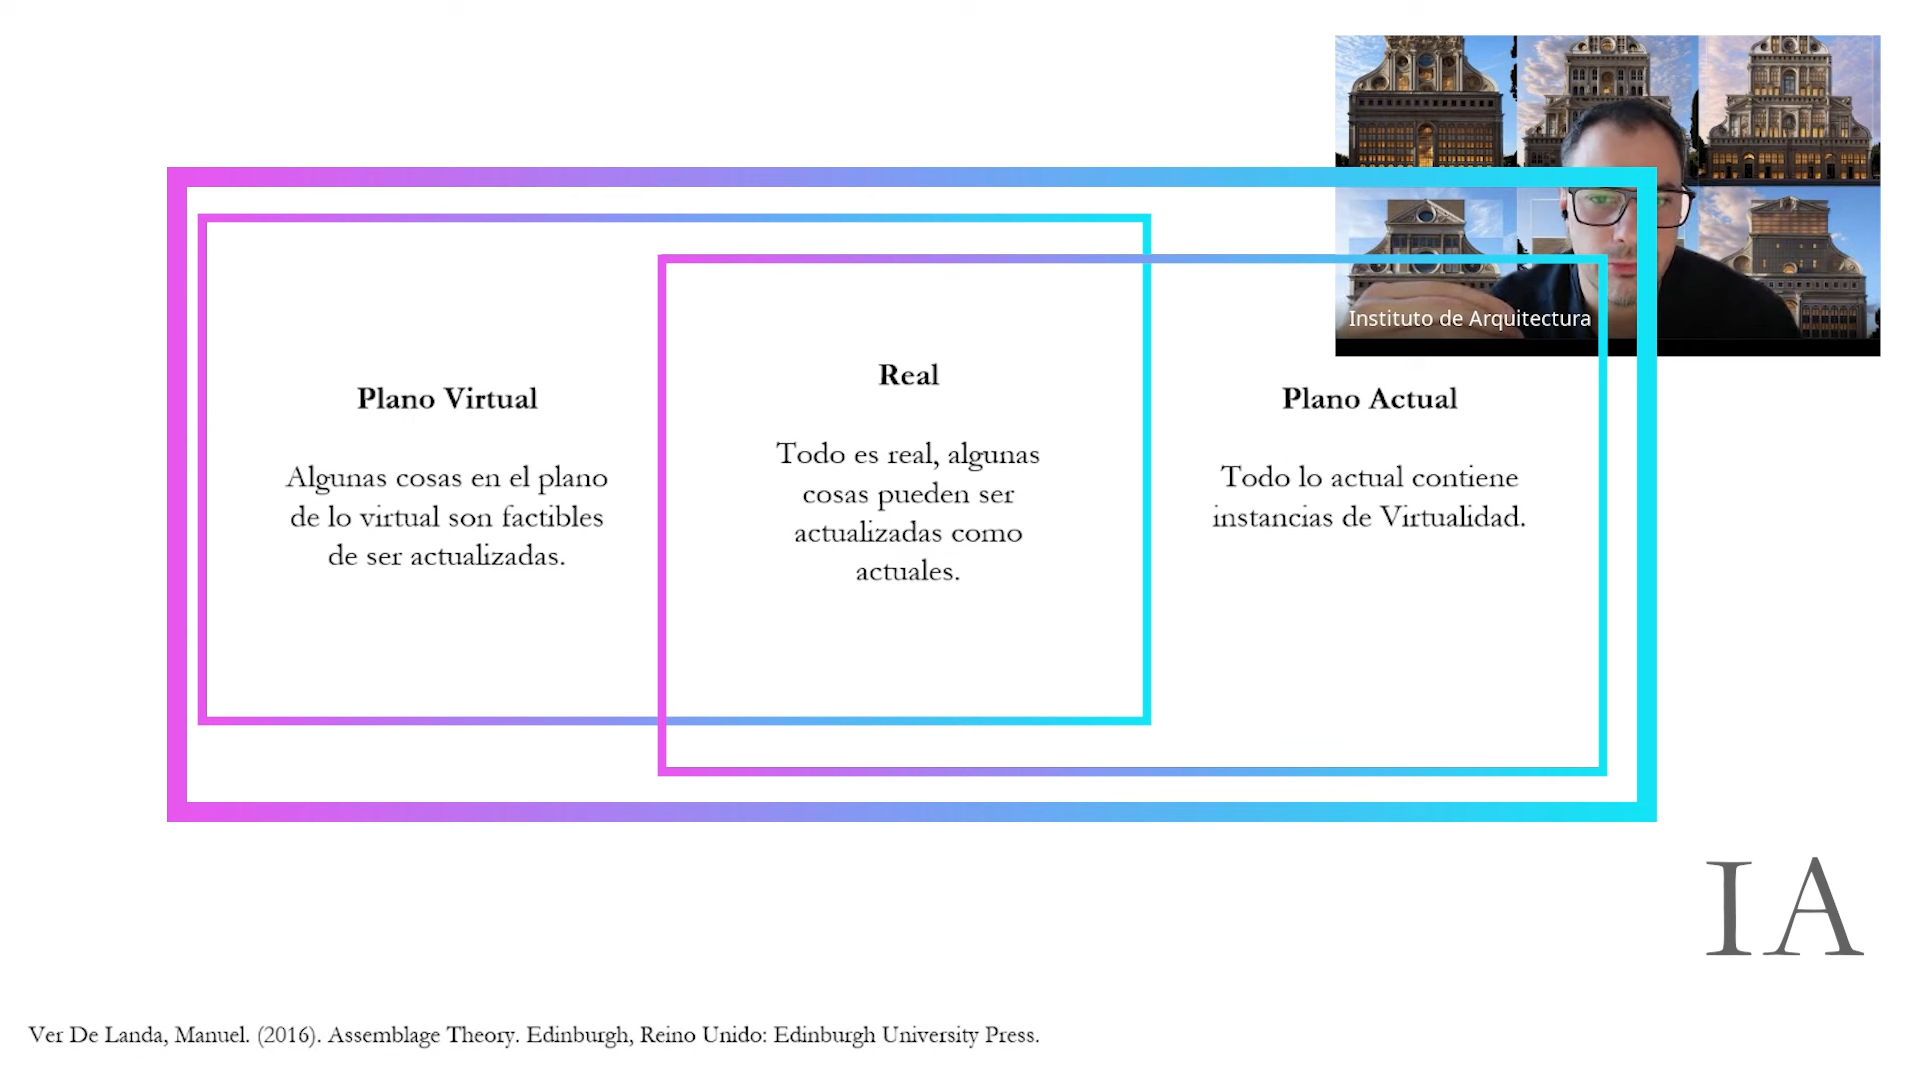 Instituto de Arquitectura
Plano Virtual
Algunas cosas en el plano
de lo virtual son factibles
de ser actualizadas.
Real
Todo es real, algunas
cosas pueden ser
actualizadas como
actuales.
Plano Actual
Todo lo actual contiene
instancias de Virtualidad.
IA
Ver De Landa, Manuel. (2016). Assemblage Theory. Edinburgh, Reino Unido: Edinburgh University Press.